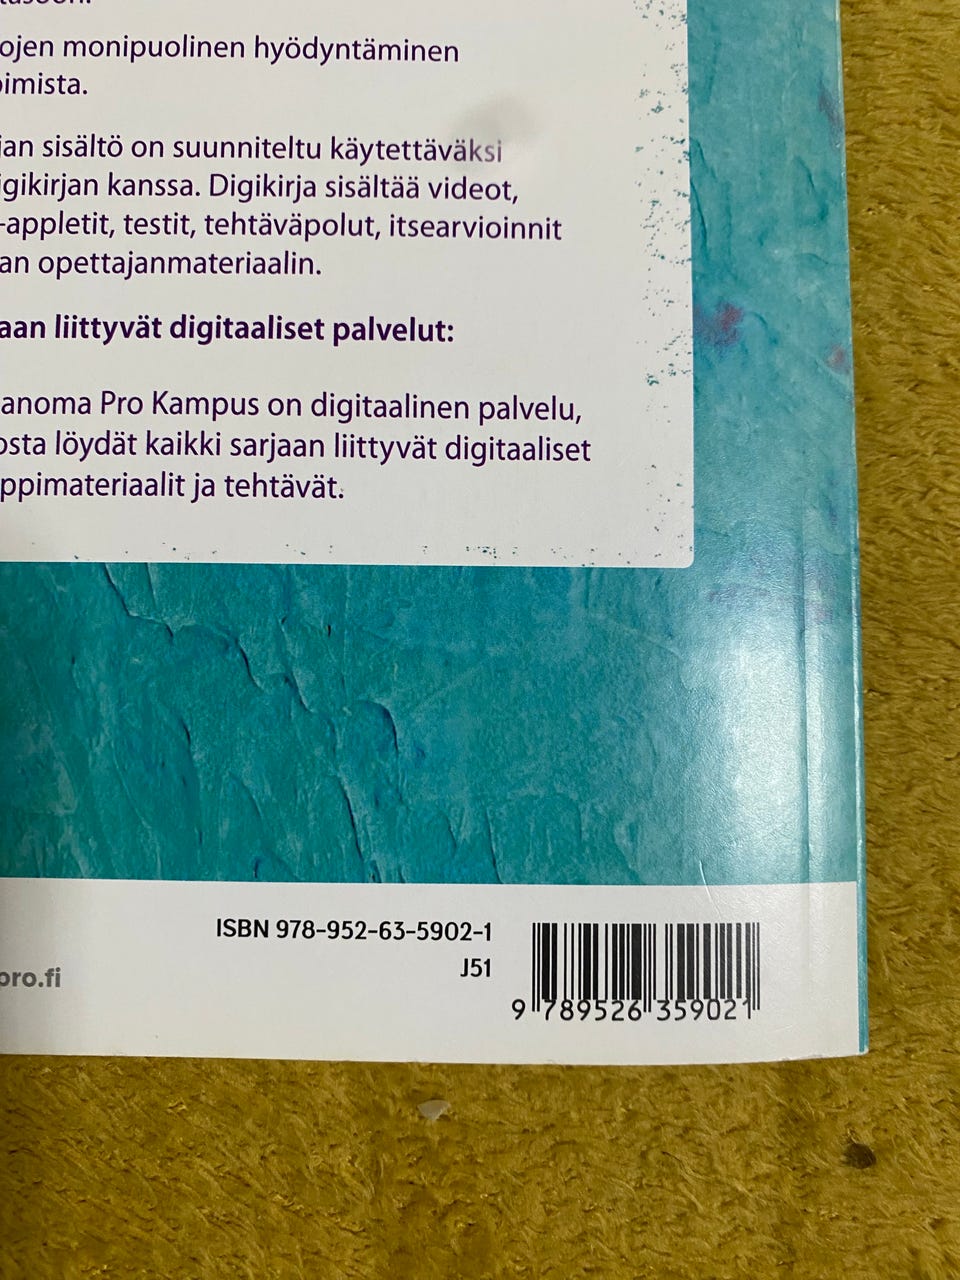 ojen monipuolinen hyödyntäminen
oimista.
jan sisältö on suunniteltu käytettäväksi
igikirjan kanssa. Digikirja sisältää videot,
-appletit, testit, tehtäväpolut, itsearvioinnit
an opettajanmateriaalin.
aan liittyvät digitaaliset palvelut:
anoma Pro Kampus on digitaalinen palvelu,
osta löydät kaikki sarjaan liittyvät digitaaliset
ppimateriaalit ja tehtävät.
ISBN 978-952-63-5902-1
J51
pro.fi
9 789526 359021